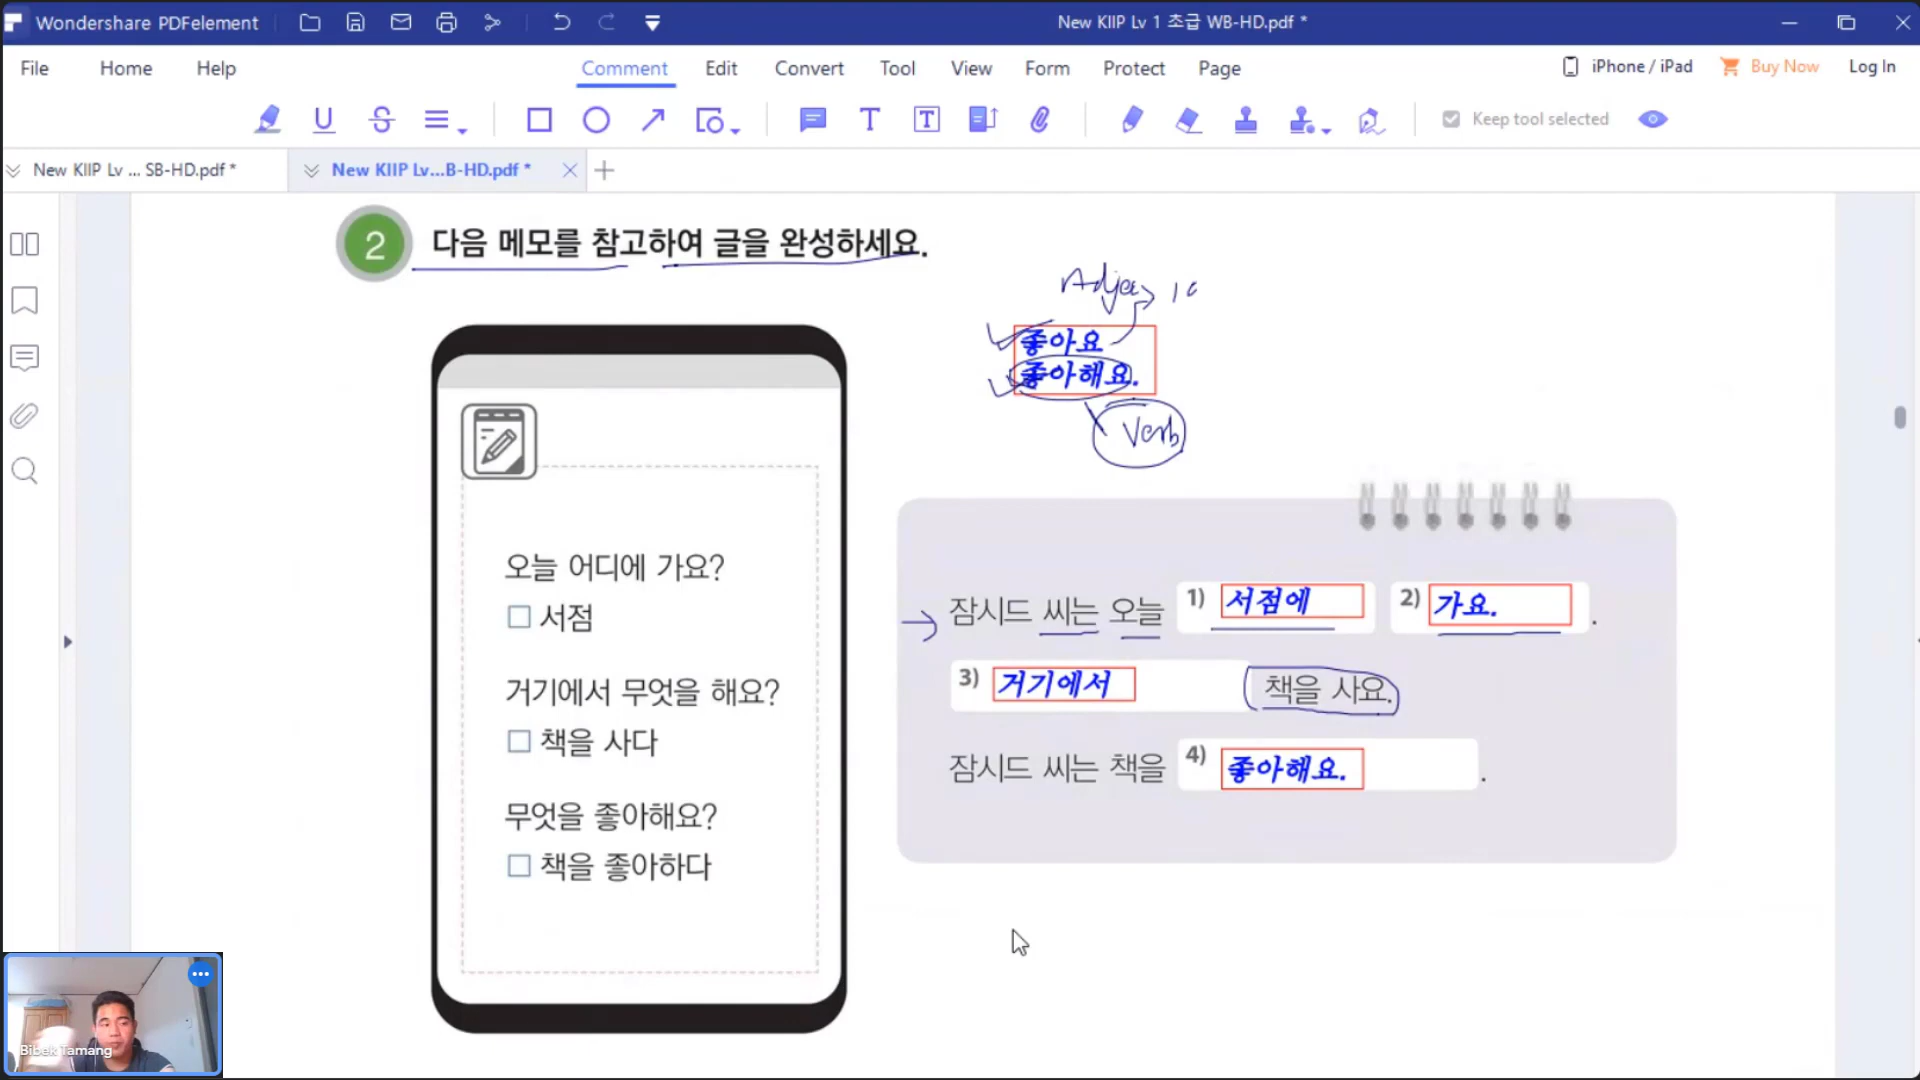 Wondershare PDFelement
New KIIP Lv 1 초급 WB-HD.pdf *
File Home Help Comment Edit Convert Tool View Form Protect Page iPhone / iPad Buy Now Log In
Keep tool selected
New KIIP Lv ... SB-HD.pdf *
New KIIP Lv...B-HD.pdf *
2 다음 메모를 참고하여 글을 완성하세요.
좋아요
좋아해요.
Verb
오늘 어디에 가요?
서점
거기에서 무엇을 해요?
책을 사다
무엇을 좋아해요?
책을 좋아하다
잠시드 씨는 오늘 1) 서점에 2) 가요. .
3) 거기에서 책을 사요.
잠시드 씨는 책을 4) 좋아해요. .
Bibek Tamang